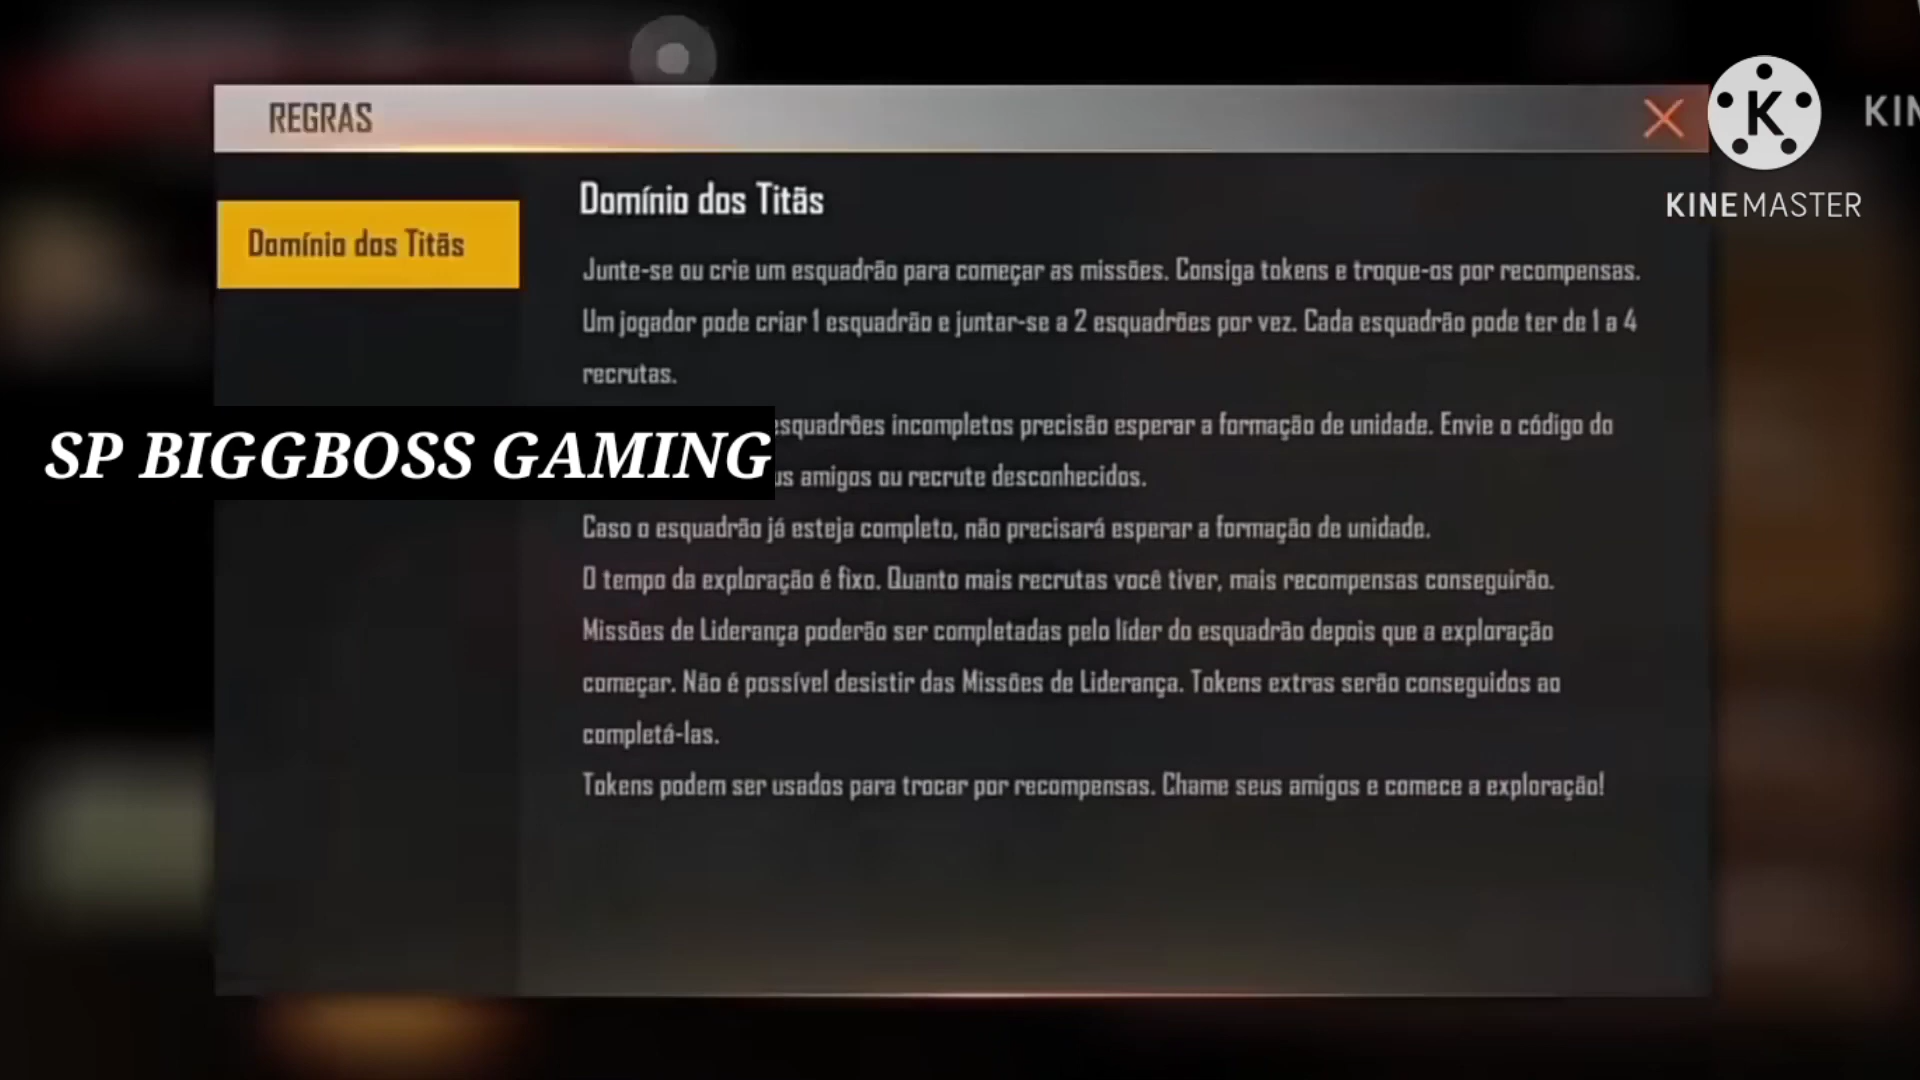 REGRAS
K
KIN
KINEMASTER
Domínio dos Titãs
Domínio dos Titãs
Junte-se ou crie um esquadrão para começar as missões. Consiga tokens e troque-os por recompensas.
Um jogador pode criar 1 esquadrão e juntar-se a 2 esquadrões por vez. Cada esquadrão pode ter de 1 a 4
recrutas.
esquadrões incompletos precisão esperar a formação de unidade. Envie o código do
SP BIGGBOSS GAMING
amigos ou recrute desconhecidos.
Caso o esquadrão já esteja completo, não precisará esperar a formação de unidade.
O tempo da exploração é fixo. Quanto mais recrutas você tiver, mais recompensas conseguirão.
Missões de Liderança poderão ser completadas pelo líder do esquadrão depois que a exploração
começar. Não é possível desistir das Missões de Liderança. Tokens extras serão conseguidos ao
completá-las.
Tokens podem ser usados para trocar por recompensas. Chame seus amigos e comece a exploração!